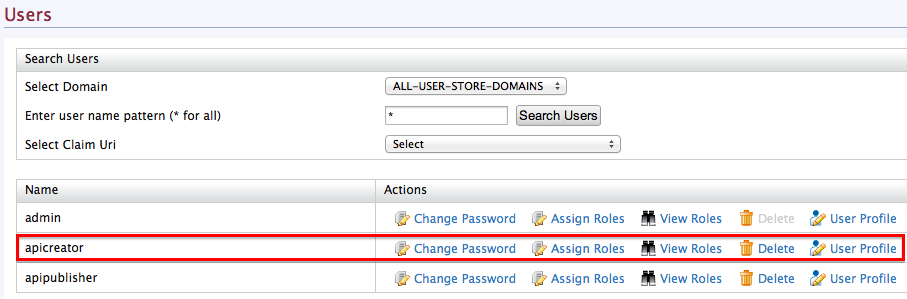 Users
Search Users
Select Domain ALL-USER-STORE-DOMAINS
Enter user name pattern (* for all) * Search Users
Select Claim Uri Select
Name Actions
admin Change Password Assign Roles View Roles Delete User Profile
apicreator Change Password Assign Roles View Roles Delete User Profile
apipublisher Change Password Assign Roles View Roles Delete User Profile